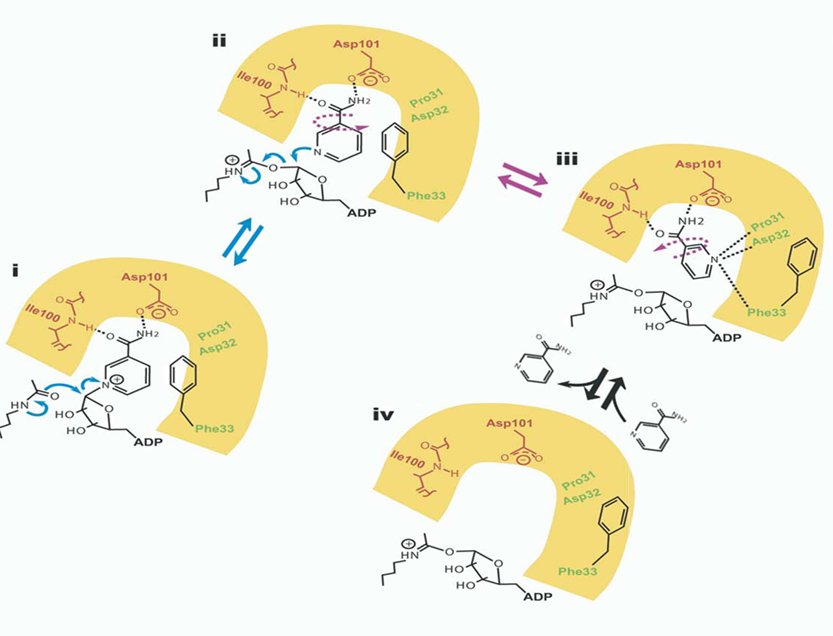 ii
Asp101
Ile100
O
N-H
O
NH2
O
O
Pro31
Asp32
N
HN
O
O
HO
HO
Phe33
ADP
iii
Asp101
Ile100
O
N
H
O
NH2
O
O
Pro31
Asp32
N
HN
O
O
HO
HO
Phe33
ADP
i
Asp101
Ile100
O
N
H
O
NH2
O
Pro31
Asp32
N
HN
O
O
HO
HO
Phe33
ADP
O
NH2
N
O
NH2
N
iv
Asp101
Ile100
O
N-H
O
O
Pro31
Asp32
HN
O
O
HO
HO
Phe33
ADP